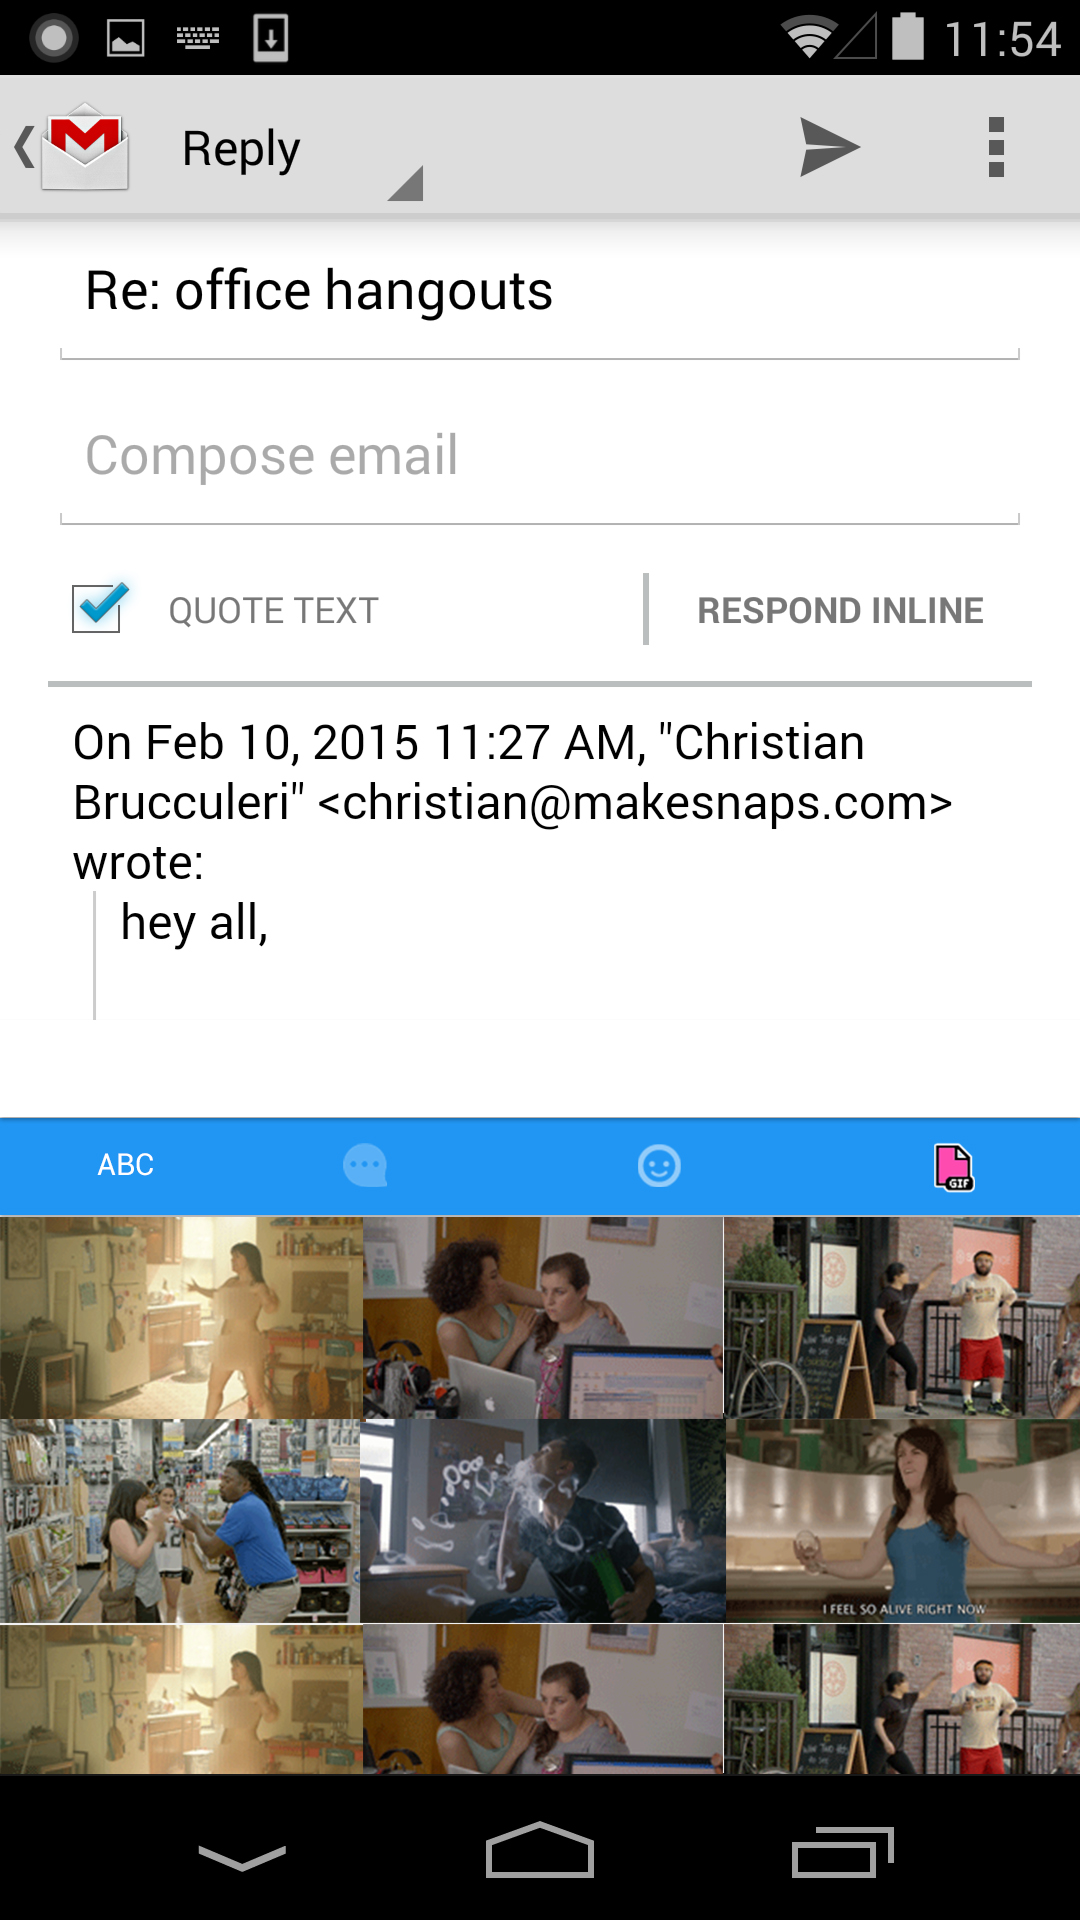 11:54
Reply
Re: office hangouts
Compose email
QUOTE TEXT
RESPOND INLINE
On Feb 10, 2015 11:27 AM, "Christian
Brucculeri" <christian@makesnaps.com>
wrote:
hey all,
ABC
GIF
I FEEL SO ALIVE RIGHT NOW